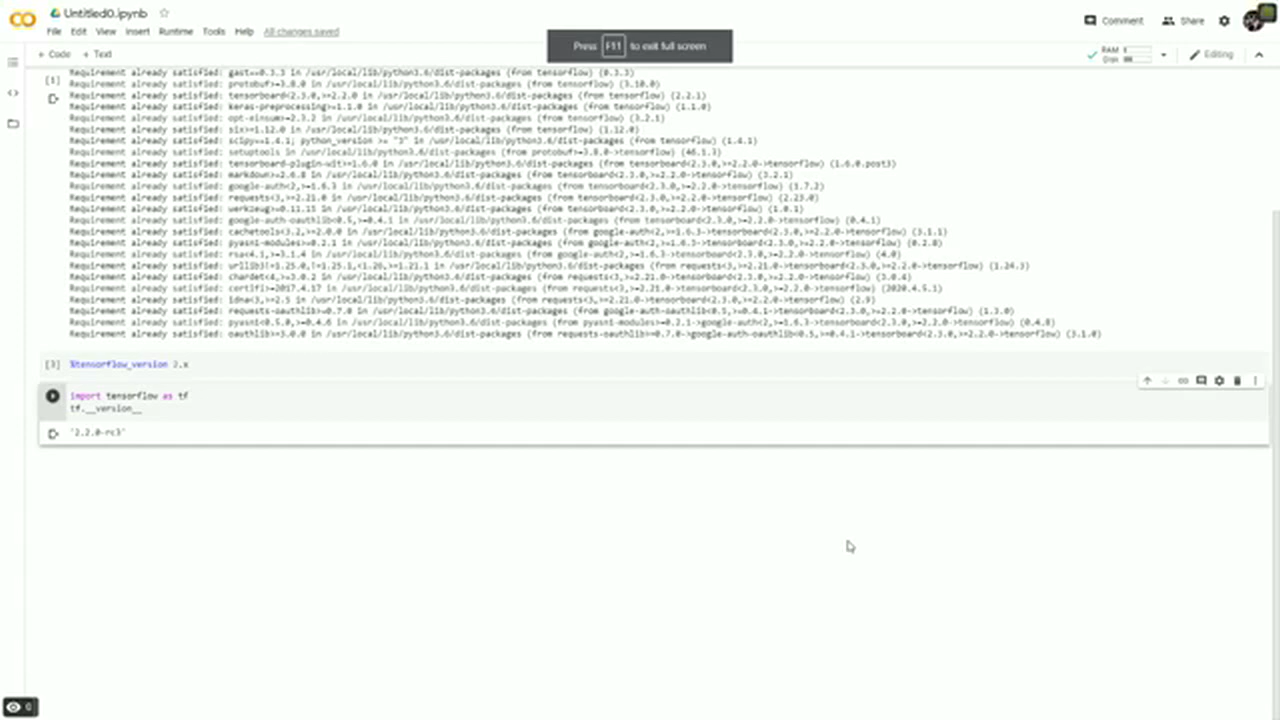 Untitled0.ipynb
File Edit View Insert Runtime Tools Help All changes saved
Comment Share
Press F11 to exit full screen
+ Code + Text
RAM
Disk
Editing
Requirement already satisfied: gast==0.3.3 in /usr/local/lib/python3.6/dist-packages (from tensorflow) (0.3.3)
[1]
Requirement already satisfied: protobuf>=3.8.0 in /usr/local/lib/python3.6/dist-packages (from tensorflow) (3.10.0)
Requirement already satisfied: tensorboard<2.3.0,>=2.2.0 in /usr/local/lib/python3.6/dist-packages (from tensorflow) (2.2.1)
Requirement already satisfied: keras-preprocessing>=1.1.0 in /usr/local/lib/python3.6/dist-packages (from tensorflow) (1.1.0)
Requirement already satisfied: opt-einsum>=2.3.2 in /usr/local/lib/python3.6/dist-packages (from tensorflow) (3.2.1)
Requirement already satisfied: six>=1.12.0 in /usr/local/lib/python3.6/dist-packages (from tensorflow) (1.12.0)
Requirement already satisfied: scipy==1.4.1; python_version >= "3" in /usr/local/lib/python3.6/dist-packages (from tensorflow) (1.4.1)
Requirement already satisfied: setuptools in /usr/local/lib/python3.6/dist-packages (from protobuf>=3.8.0->tensorflow) (46.1.3)
Requirement already satisfied: tensorboard-plugin-wit>=1.6.0 in /usr/local/lib/python3.6/dist-packages (from tensorboard<2.3.0,>=2.2.0->tensorflow) (1.6.0.post3)
Requirement already satisfied: markdown>=2.6.8 in /usr/local/lib/python3.6/dist-packages (from tensorboard<2.3.0,>=2.2.0->tensorflow) (3.2.1)
Requirement already satisfied: google-auth<2,>=1.6.3 in /usr/local/lib/python3.6/dist-packages (from tensorboard<2.3.0,>=2.2.0->tensorflow) (1.7.2)
Requirement already satisfied: requests<3,>=2.21.0 in /usr/local/lib/python3.6/dist-packages (from tensorboard<2.3.0,>=2.2.0->tensorflow) (2.23.0)
Requirement already satisfied: werkzeug>=0.11.15 in /usr/local/lib/python3.6/dist-packages (from tensorboard<2.3.0,>=2.2.0->tensorflow) (1.0.1)
Requirement already satisfied: google-auth-oauthlib<0.5,>=0.4.1 in /usr/local/lib/python3.6/dist-packages (from tensorboard<2.3.0,>=2.2.0->tensorflow) (0.4.1)
Requirement already satisfied: cachetools<3.2,>=2.0.0 in /usr/local/lib/python3.6/dist-packages (from google-auth<2,>=1.6.3->tensorboard<2.3.0,>=2.2.0->tensorflow) (3.1.1)
Requirement already satisfied: pyasn1-modules>=0.2.1 in /usr/local/lib/python3.6/dist-packages (from google-auth<2,>=1.6.3->tensorboard<2.3.0,>=2.2.0->tensorflow) (0.2.8)
Requirement already satisfied: rsa<4.1,>=3.1.4 in /usr/local/lib/python3.6/dist-packages (from google-auth<2,>=1.6.3->tensorboard<2.3.0,>=2.2.0->tensorflow) (4.0)
Requirement already satisfied: urllib3!=1.25.0,!=1.25.1,<1.26,>=1.21.1 in /usr/local/lib/python3.6/dist-packages (from requests<3,>=2.21.0->tensorboard<2.3.0,>=2.2.0->tensorflow) (1.24.3)
Requirement already satisfied: chardet<4,>=3.0.2 in /usr/local/lib/python3.6/dist-packages (from requests<3,>=2.21.0->tensorboard<2.3.0,>=2.2.0->tensorflow) (3.0.4)
Requirement already satisfied: certifi>=2017.4.17 in /usr/local/lib/python3.6/dist-packages (from requests<3,>=2.21.0->tensorboard<2.3.0,>=2.2.0->tensorflow) (2020.4.5.1)
Requirement already satisfied: idna<3,>=2.5 in /usr/local/lib/python3.6/dist-packages (from requests<3,>=2.21.0->tensorboard<2.3.0,>=2.2.0->tensorflow) (2.9)
Requirement already satisfied: requests-oauthlib>=0.7.0 in /usr/local/lib/python3.6/dist-packages (from google-auth-oauthlib<0.5,>=0.4.1->tensorboard<2.3.0,>=2.2.0->tensorflow) (1.3.0)
Requirement already satisfied: pyasn1<0.5.0,>=0.4.6 in /usr/local/lib/python3.6/dist-packages (from pyasn1-modules>=0.2.1->google-auth<2,>=1.6.3->tensorboard<2.3.0,>=2.2.0->tensorflow) (0.4.8)
Requirement already satisfied: oauthlib>=3.0.0 in /usr/local/lib/python3.6/dist-packages (from requests-oauthlib>=0.7.0->google-auth-oauthlib<0.5,>=0.4.1->tensorboard<2.3.0,>=2.2.0->tensorflow) (3.1.0)
[3] %tensorflow_version 2.x
import tensorflow as tf
tf.__version__
'2.2.0-rc3'
0